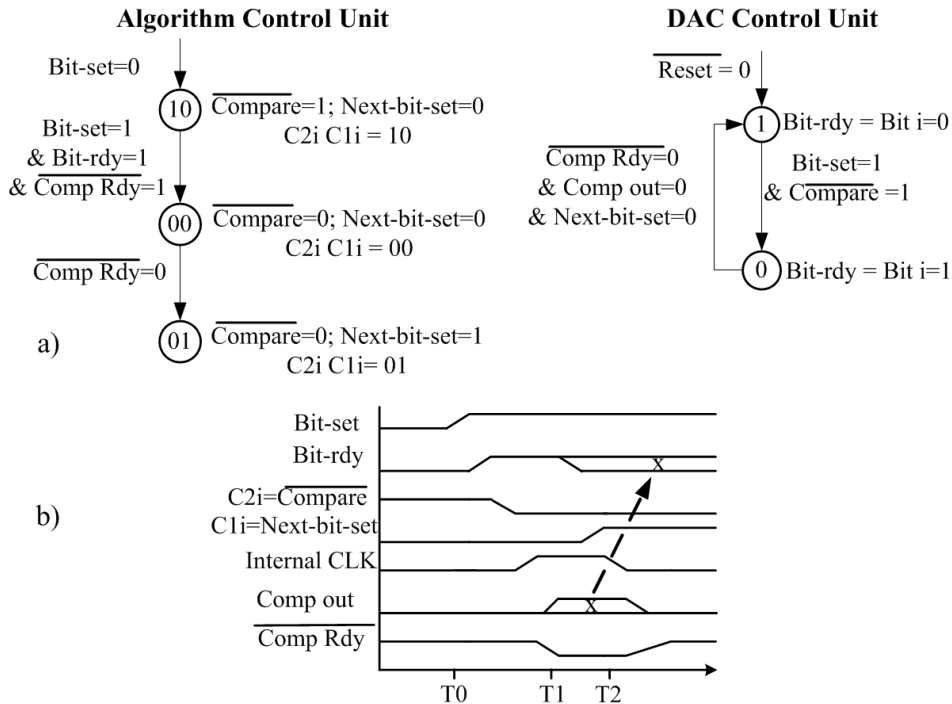 Algorithm Control Unit
DAC Control Unit
Bit-set=0
10
Compare=1; Next-bit-set=0
C2i C1i = 10
Bit-set=1
& Bit-rdy=1
& Comp Rdy=1
00
Compare=0; Next-bit-set=0
C2i C1i = 00
Comp Rdy=0
a)
01
Compare=0; Next-bit-set=1
C2i C1i= 01
Reset = 0
1
Bit-rdy = Bit i=0
Comp Rdy=0
& Comp out=0
& Next-bit-set=0
Bit-set=1
& Compare =1
0
Bit-rdy = Bit i=1
b)
Bit-set
Bit-rdy
X
C2i=Compare
C1i=Next-bit-set
Internal CLK
Comp out
X
Comp Rdy
T0
T1
T2